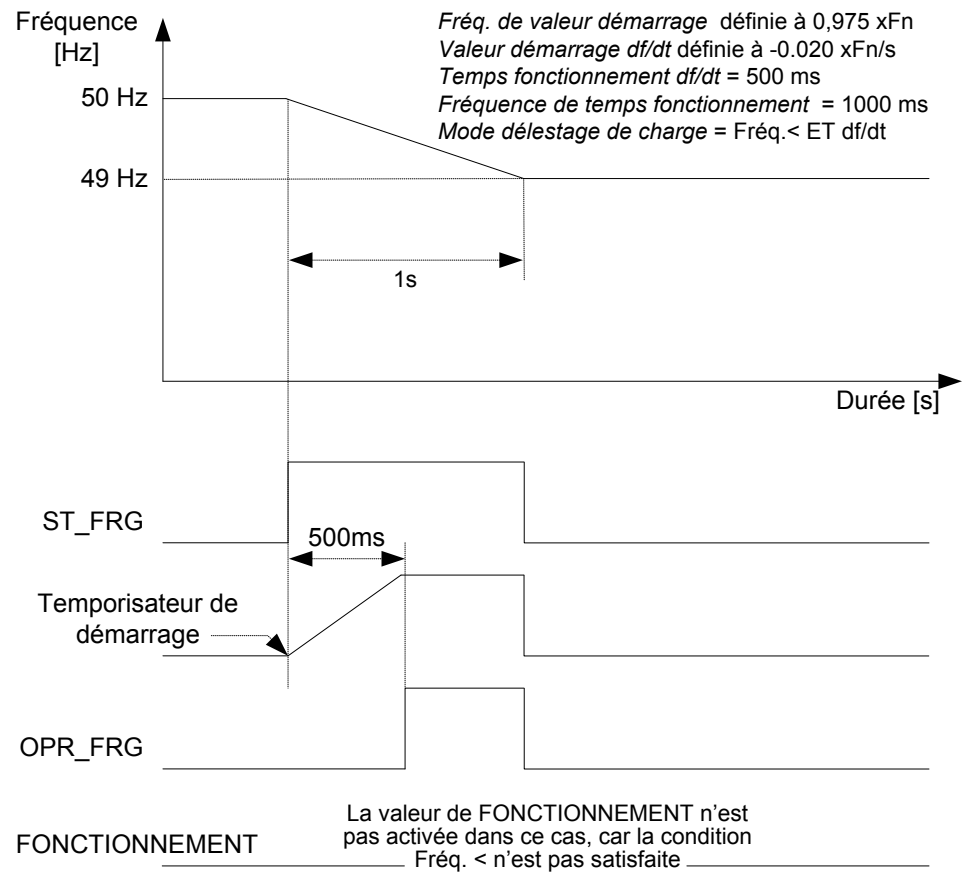 Fréquence
[Hz]
Fréq. de valeur démarrage définie à 0,975 xFn
Valeur démarrage df/dt définie à -0.020 xFn/s
Temps fonctionnement df/dt = 500 ms
Fréquence de temps fonctionnement = 1000 ms
Mode délestage de charge = Fréq.< ET df/dt
50 Hz
49 Hz
1s
Durée [s]
ST_FRG
500ms
Temporisateur de
démarrage
OPR_FRG
FONCTIONNEMENT
La valeur de FONCTIONNEMENT n’est
pas activée dans ce cas, car la condition
Fréq. < n’est pas satisfaite